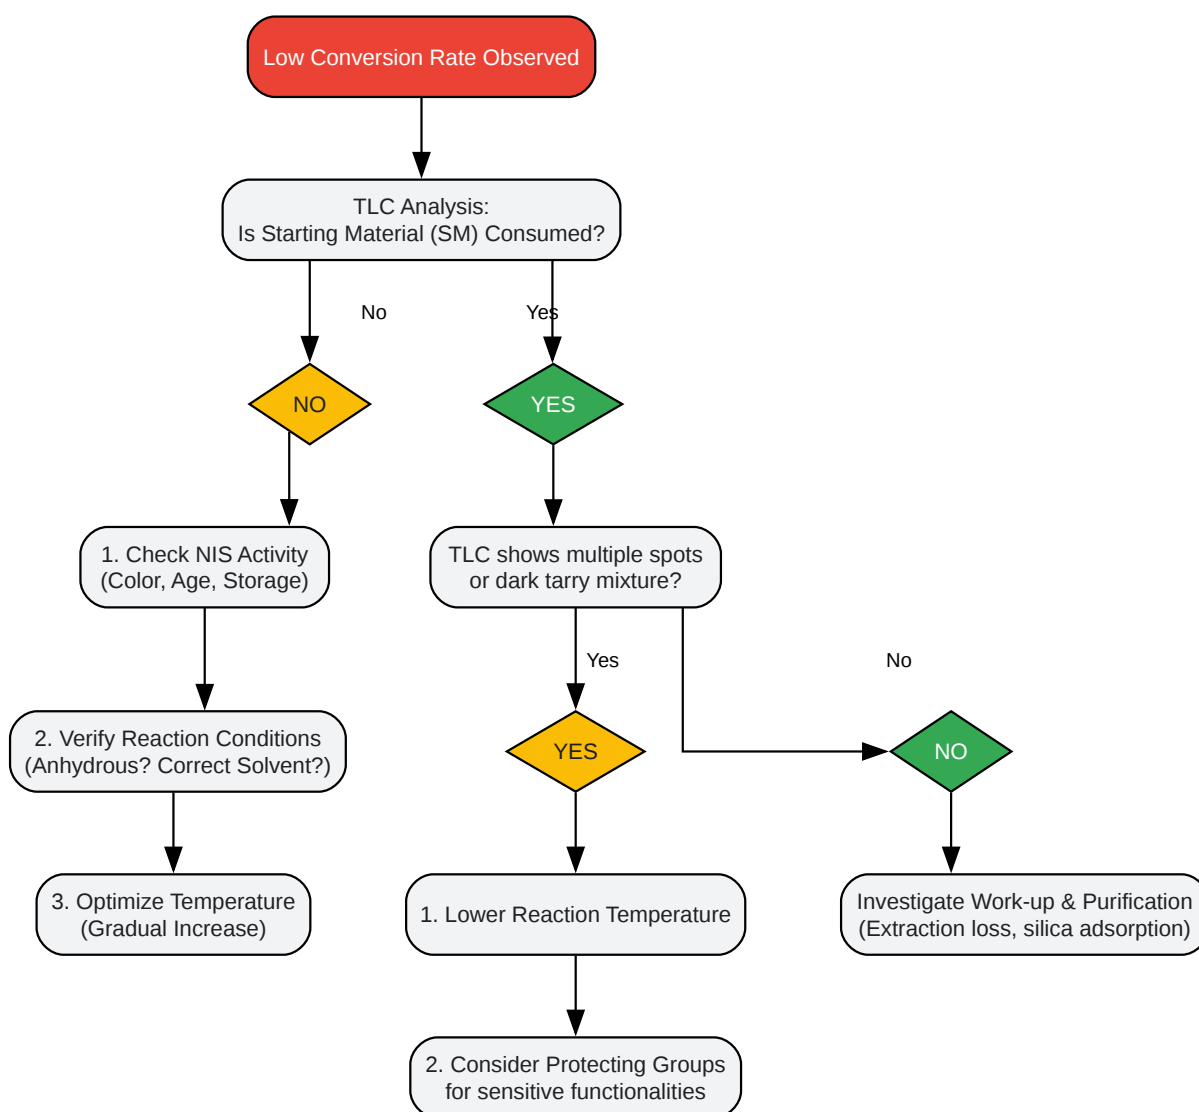 Low Conversion Rate Observed
TLC Analysis:
Is Starting Material (SM) Consumed?
No
Yes
NO
YES
1. Check NIS Activity
(Color, Age, Storage)
TLC shows multiple spots
or dark tarry mixture?
Yes
No
2. Verify Reaction Conditions
(Anhydrous? Correct Solvent?)
YES
NO
3. Optimize Temperature
(Gradual Increase)
1. Lower Reaction Temperature
Investigate Work-up & Purification
(Extraction loss, silica adsorption)
2. Consider Protecting Groups
for sensitive functionalities